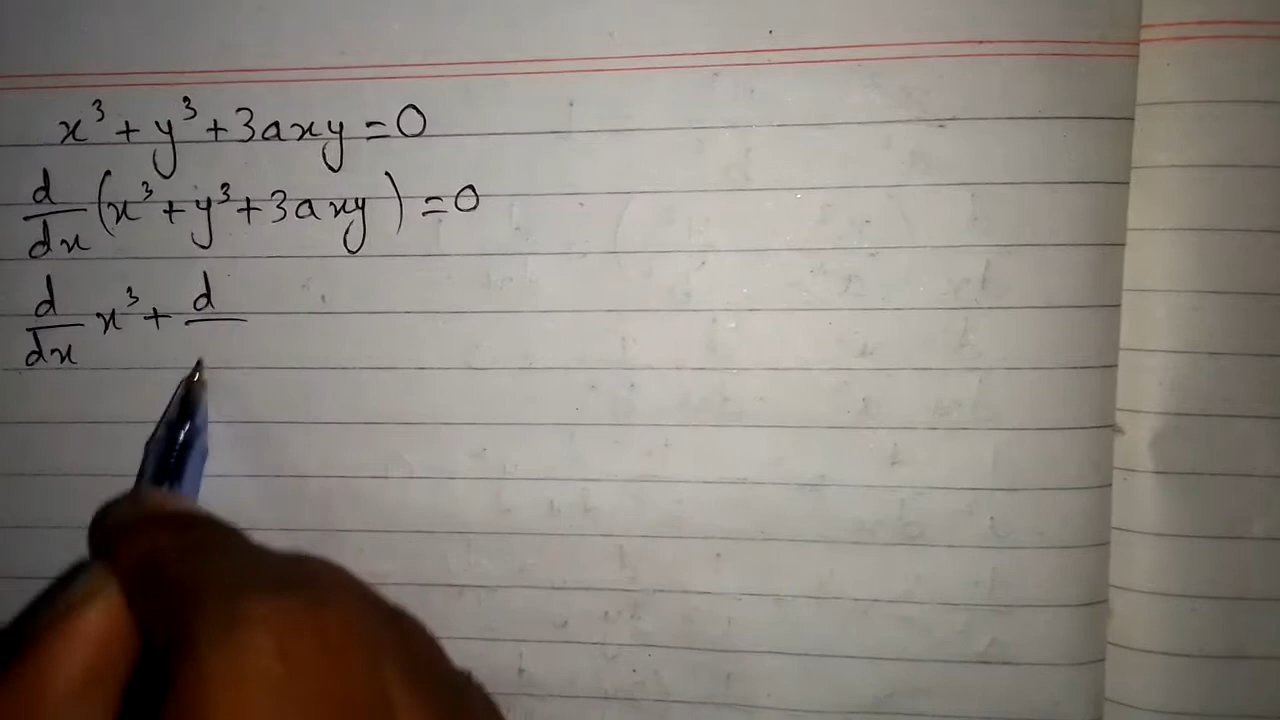 x³ + y³ + 3axy = 0
d/dx (x³ + y³ + 3axy) = 0
d/dx x³ + d/